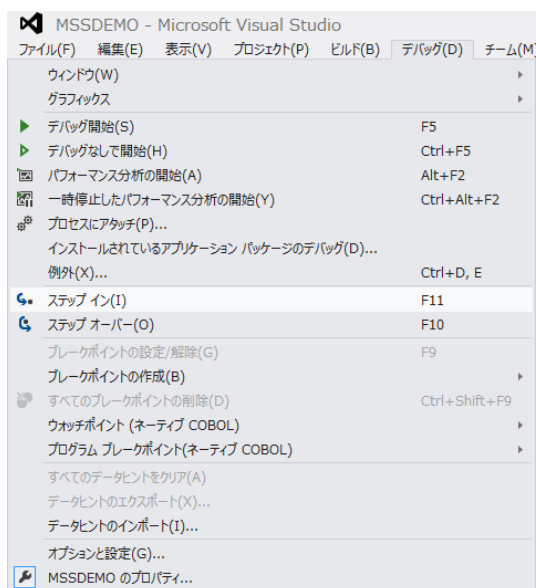 MSSDEMO - Microsoft Visual Studio
ファイル(F) 編集(E) 表示(V) プロジェクト(P) ビルド(B) デバッグ(D) チーム(M)
ウィンドウ(W)
グラフィックス
デバッグ開始(S) F5
デバッグなしで開始(H) Ctrl+F5
パフォーマンス分析の開始(A) Alt+F2
一時停止したパフォーマンス分析の開始(Y) Ctrl+Alt+F2
プロセスにアタッチ(P)...
インストールされているアプリケーション パッケージのデバッグ(D)...
例外(X)... Ctrl+D, E
ステップ イン(I) F11
ステップ オーバー(O) F10
ブレークポイントの設定/解除(G) F9
ブレークポイントの作成(B)
すべてのブレークポイントの削除(D) Ctrl+Shift+F9
ウォッチポイント (ネーティブ COBOL)
プログラム ブレークポイント(ネーティブ COBOL)
すべてのデータヒントをクリア(A)
データヒントのエクスポート(X)...
データヒントのインポート(I)...
オプションと設定(G)...
MSSDEMO のプロパティ...